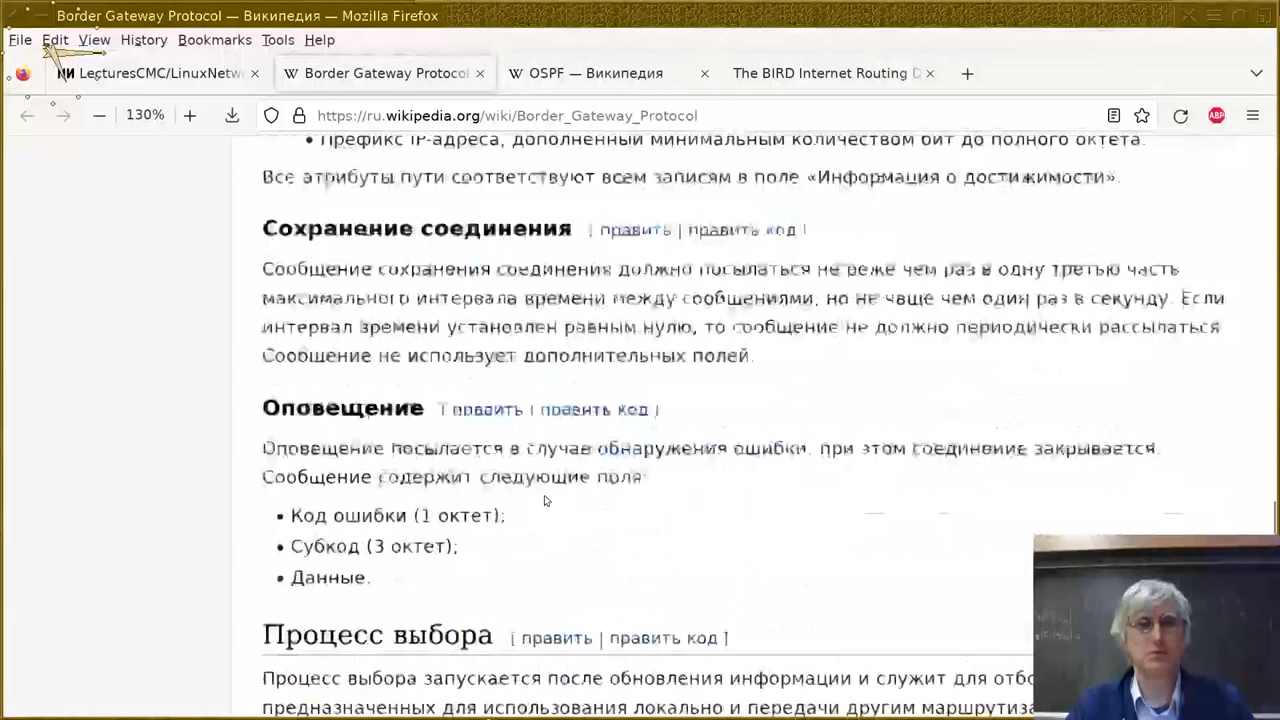 Border Gateway Protocol — Википедия — Mozilla Firefox
File Edit View History Bookmarks Tools Help
LecturesCMC/LinuxNetw
Border Gateway Protocol
OSPF — Википедия
The BIRD Internet Routing D
130%
https://ru.wikipedia.org/wiki/Border_Gateway_Protocol
ABP
Префикс IP-адреса, дополненный минимальным количеством бит до полного октета.
Все атрибуты пути соответствуют всем записям в поле «Информация о достижимости».
Сохранение соединения [ править | править код ]
Сообщение сохранения соединения должно посылаться не реже чем раз в одну третью часть
максимального интервала времени между сообщениями, но не чаще чем один раз в секунду. Если
интервал времени установлен равным нулю, то сообщение не должно периодически рассылаться
Сообщение не использует дополнительных полей.
Оповещение [ править | править код ]
Оповещение посылается в случае обнаружения ошибки, при этом соединение закрывается.
Сообщение содержит следующие поля:
• Код ошибки (1 октет);
• Субкод (3 октет);
• Данные.
Процесс выбора [ править | править код ]
Процесс выбора запускается после обновления информации и служит для отбо
предназначенных для использования локально и передачи другим маршрутиза